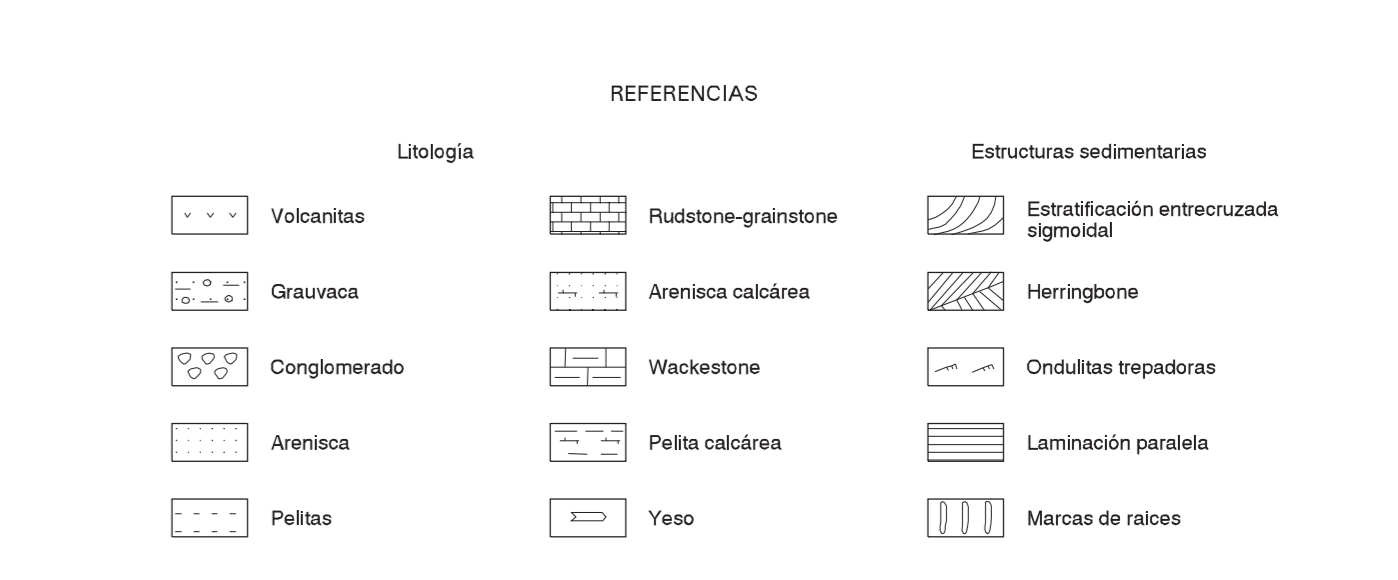 REFERENCIAS
Litología
Estructuras sedimentarias
Volcanitas
Rudstone-grainstone
Estratificación entrecruzada
sigmoidal
Grauvaca
Arenisca calcárea
Herringbone
Conglomerado
Wackestone
Ondulitas trepadoras
Arenisca
Pelita calcárea
Laminación paralela
Pelitas
Yeso
Marcas de raices